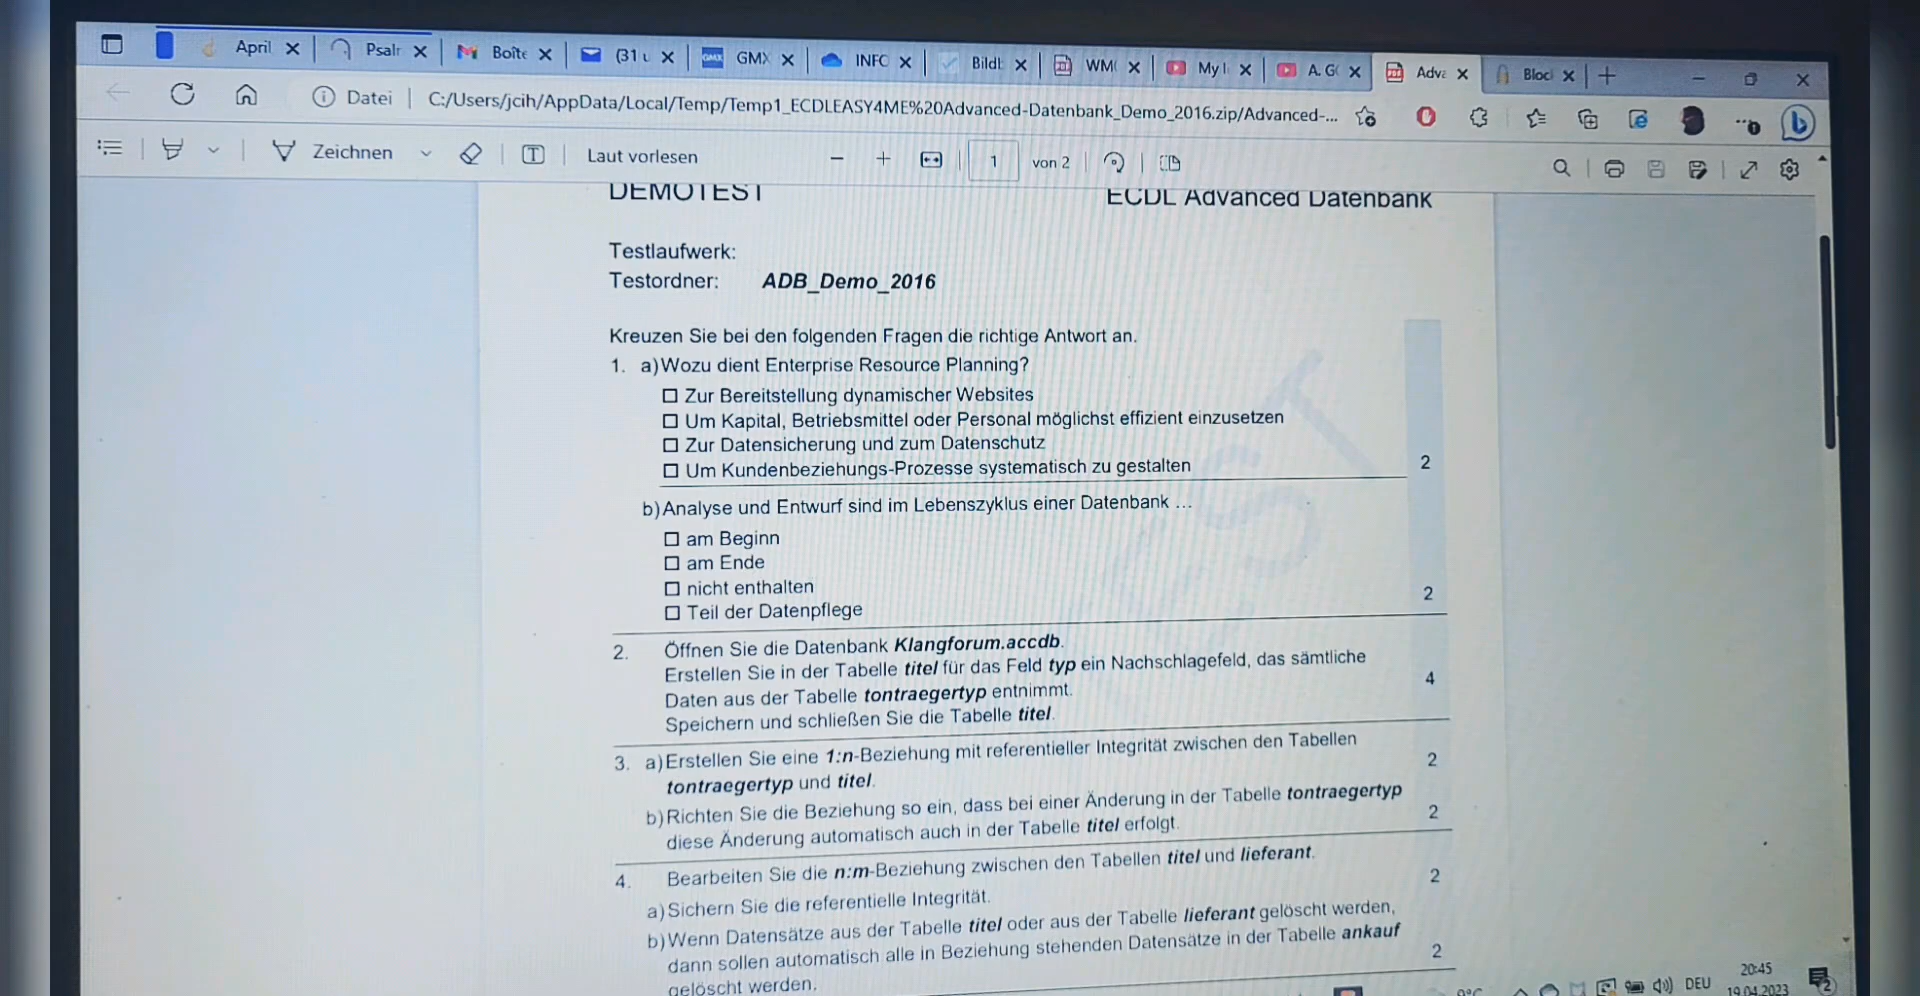 April
Psalr
Boîte
(31 u
GMX
GMX
INFC
Bildb
WM(
My l
A. G(
Adva
Bloc
Datei
C:/Users/jcih/AppData/Local/Temp/Temp1_ECDLEASY4ME%20Advanced-Datenbank_Demo_2016.zip/Advanced-...
Zeichnen
Laut vorlesen
1 von 2
DEMOTEST ECDL Advanced Datenbank
Testlaufwerk:
Testordner: ADB_Demo_2016
Kreuzen Sie bei den folgenden Fragen die richtige Antwort an.
1. a) Wozu dient Enterprise Resource Planning?
Zur Bereitstellung dynamischer Websites
Um Kapital, Betriebsmittel oder Personal möglichst effizient einzusetzen
Zur Datensicherung und zum Datenschutz
Um Kundenbeziehungs-Prozesse systematisch zu gestalten 2
b) Analyse und Entwurf sind im Lebenszyklus einer Datenbank …
am Beginn
am Ende
nicht enthalten
Teil der Datenpflege 2
2. Öffnen Sie die Datenbank Klangforum.accdb.
Erstellen Sie in der Tabelle titel für das Feld typ ein Nachschlagefeld, das sämtliche
Daten aus der Tabelle tontraegertyp entnimmt. 4
Speichern und schließen Sie die Tabelle titel.
3. a) Erstellen Sie eine 1:n-Beziehung mit referentieller Integrität zwischen den Tabellen
tontraegertyp und titel. 2
b) Richten Sie die Beziehung so ein, dass bei einer Änderung in der Tabelle tontraegertyp
diese Änderung automatisch auch in der Tabelle titel erfolgt. 2
4. Bearbeiten Sie die n:m-Beziehung zwischen den Tabellen titel und lieferant.
a) Sichern Sie die referentielle Integrität. 2
b) Wenn Datensätze aus der Tabelle titel oder aus der Tabelle lieferant gelöscht werden,
dann sollen automatisch alle in Beziehung stehenden Datensätze in der Tabelle ankauf
gelöscht werden. 2
DEU
20:45
19.04.2023
2